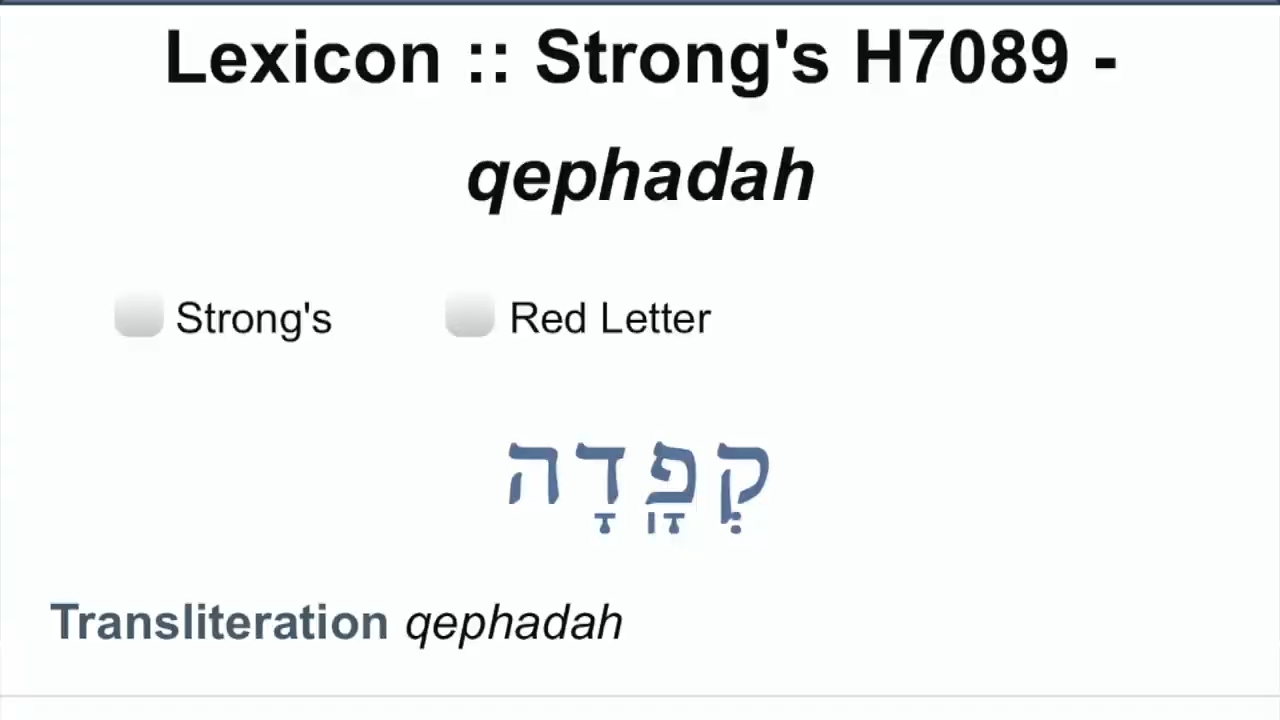 Lexicon :: Strong's H7089 -
qephadah
Strong's
Red Letter
קְפָֽדָה
Transliteration qephadah